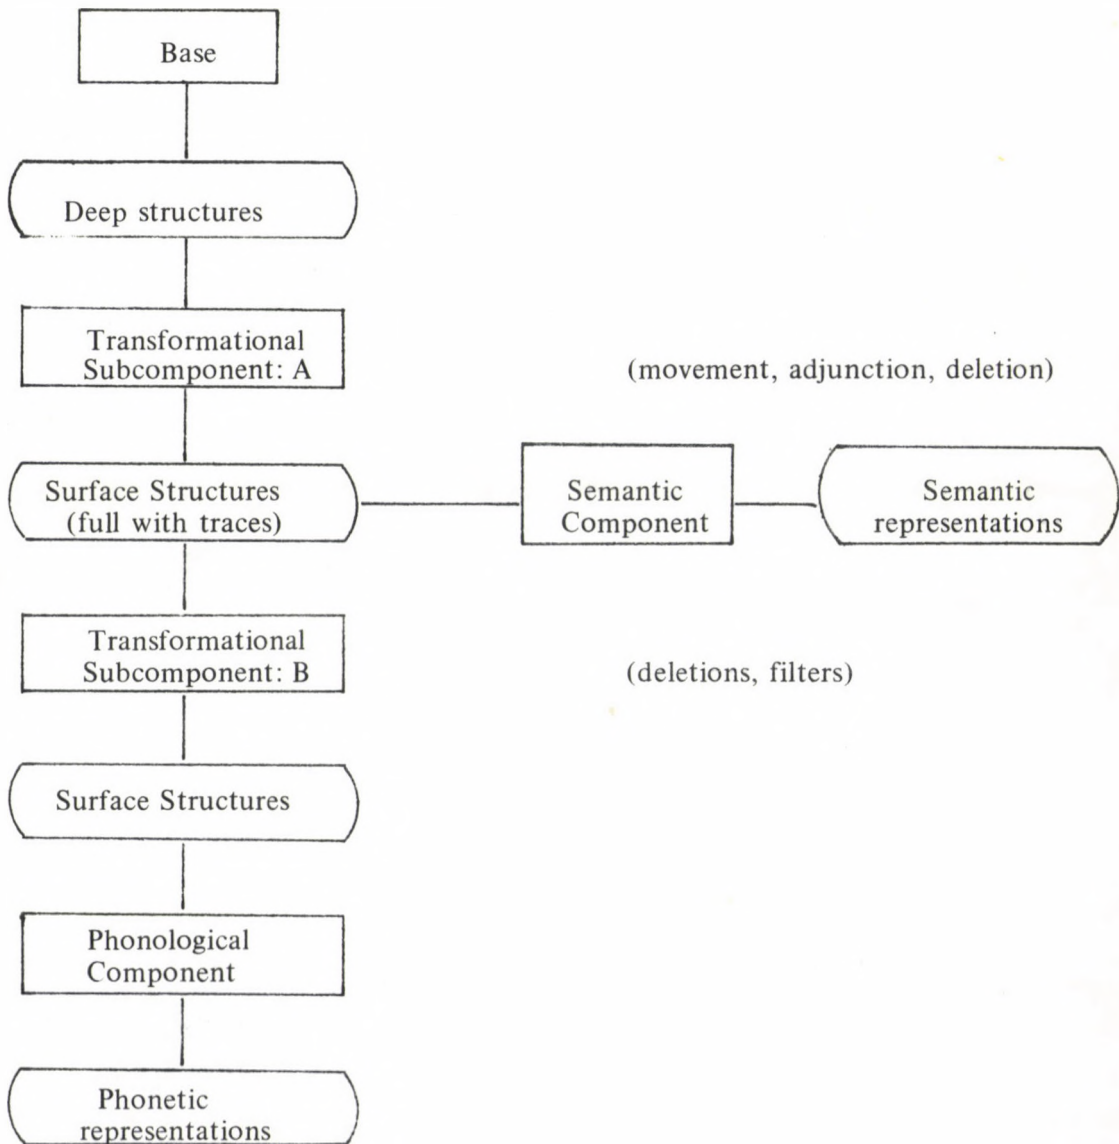 Base
Deep structures
Transformational
Subcomponent: A
(movement, adjunction, deletion)
Surface Structures
(full with traces)
Semantic
Component
Semantic
representations
Transformational
Subcomponent: B
(deletions, filters)
Surface Structures
Phonological
Component
Phonetic
representations